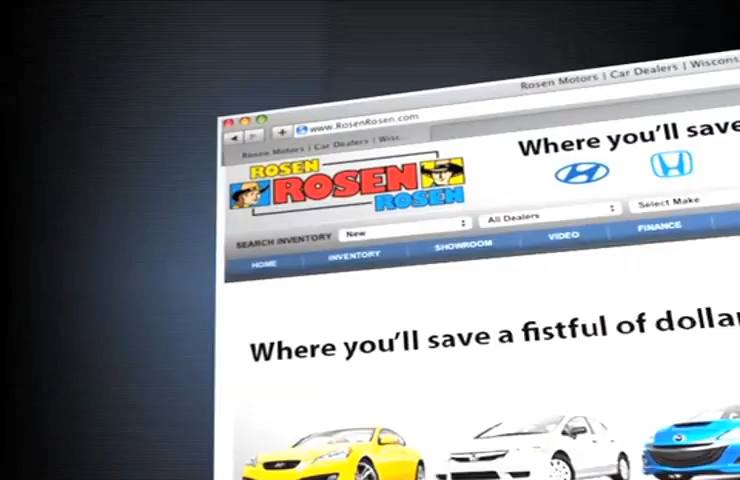 Rosen Motors | Car Dealers | Wiscons
www.RosenRosen.com
Rosen Motors | Car Dealers | Wisc...
Where you'll save
ROSEN
ROSEN
ROSEN
SEARCH INVENTORY New All Dealers Select Make
HOME INVENTORY SHOWROOM VIDEO FINANCE
Where you'll save a fistful of dolla